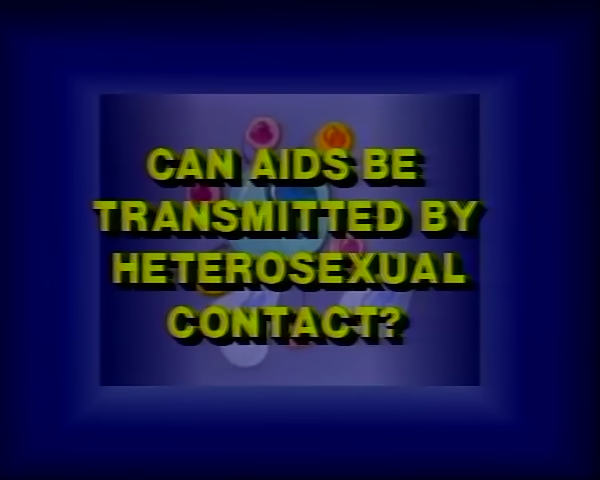 CAN AIDS BE
TRANSMITTED BY
HETEROSEXUAL
CONTACT?